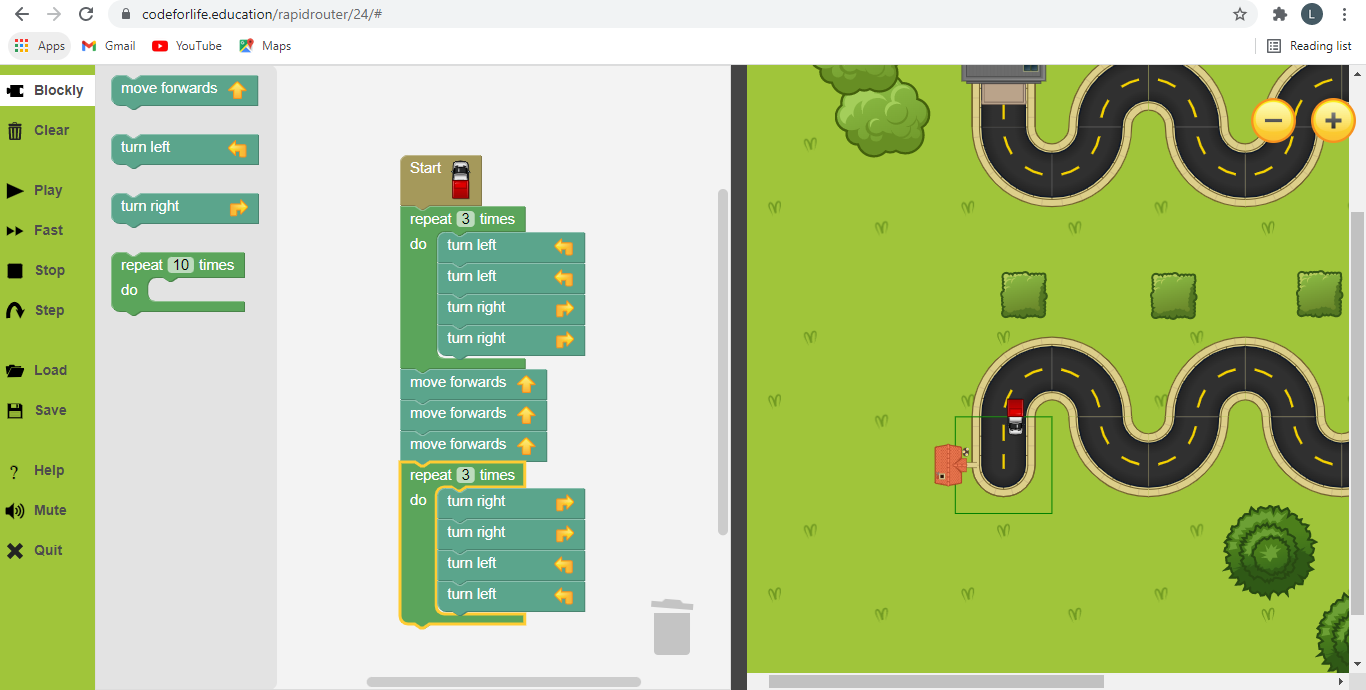 codeforlife.education/rapidrouter/24/#
L
Apps Gmail YouTube Maps Reading list
Blockly
Clear
Play
Fast
Stop
Step
Load
Save
? Help
Mute
Quit
move forwards
turn left
turn right
repeat 10 times
do
Start
repeat 3 times
do turn left
turn left
turn right
turn right
move forwards
move forwards
move forwards
repeat 3 times
do turn right
turn right
turn left
turn left